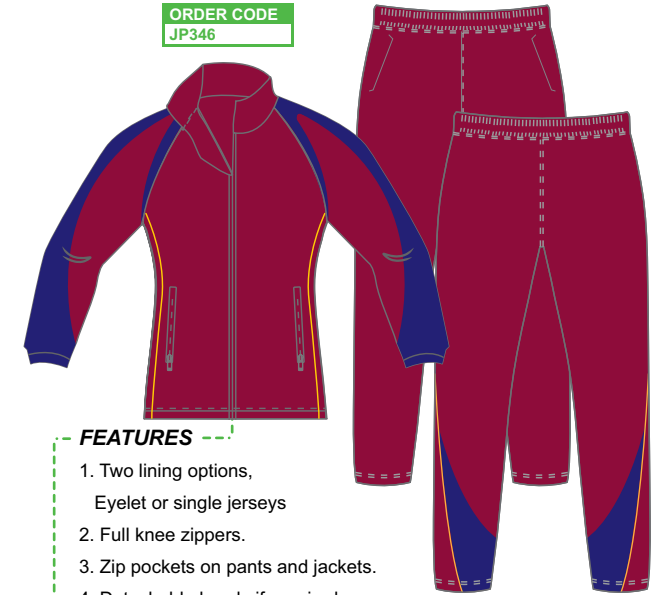 ORDER CODE
JP346
FEATURES
1. Two lining options,
Eyelet or single jerseys
2. Full knee zippers.
3. Zip pockets on pants and jackets.
4.